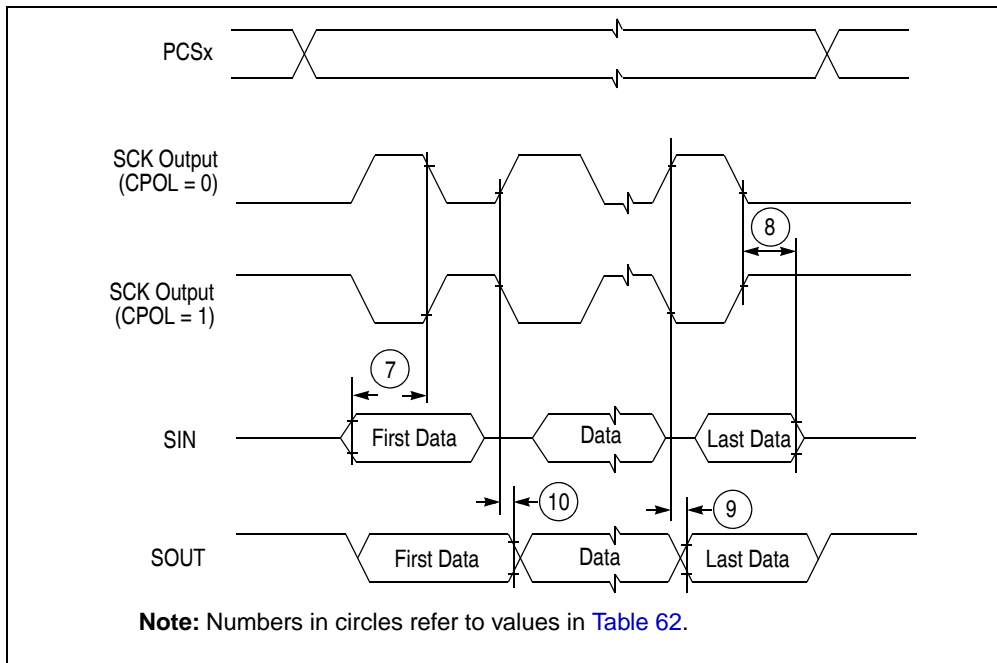 PCSx
SCK Output
(CPOL = 0)
8
SCK Output
(CPOL = 1)
7
SIN
First Data
Data
Last Data
10
9
SOUT
First Data
Data
Last Data
Note: Numbers in circles refer to values in Table 62.